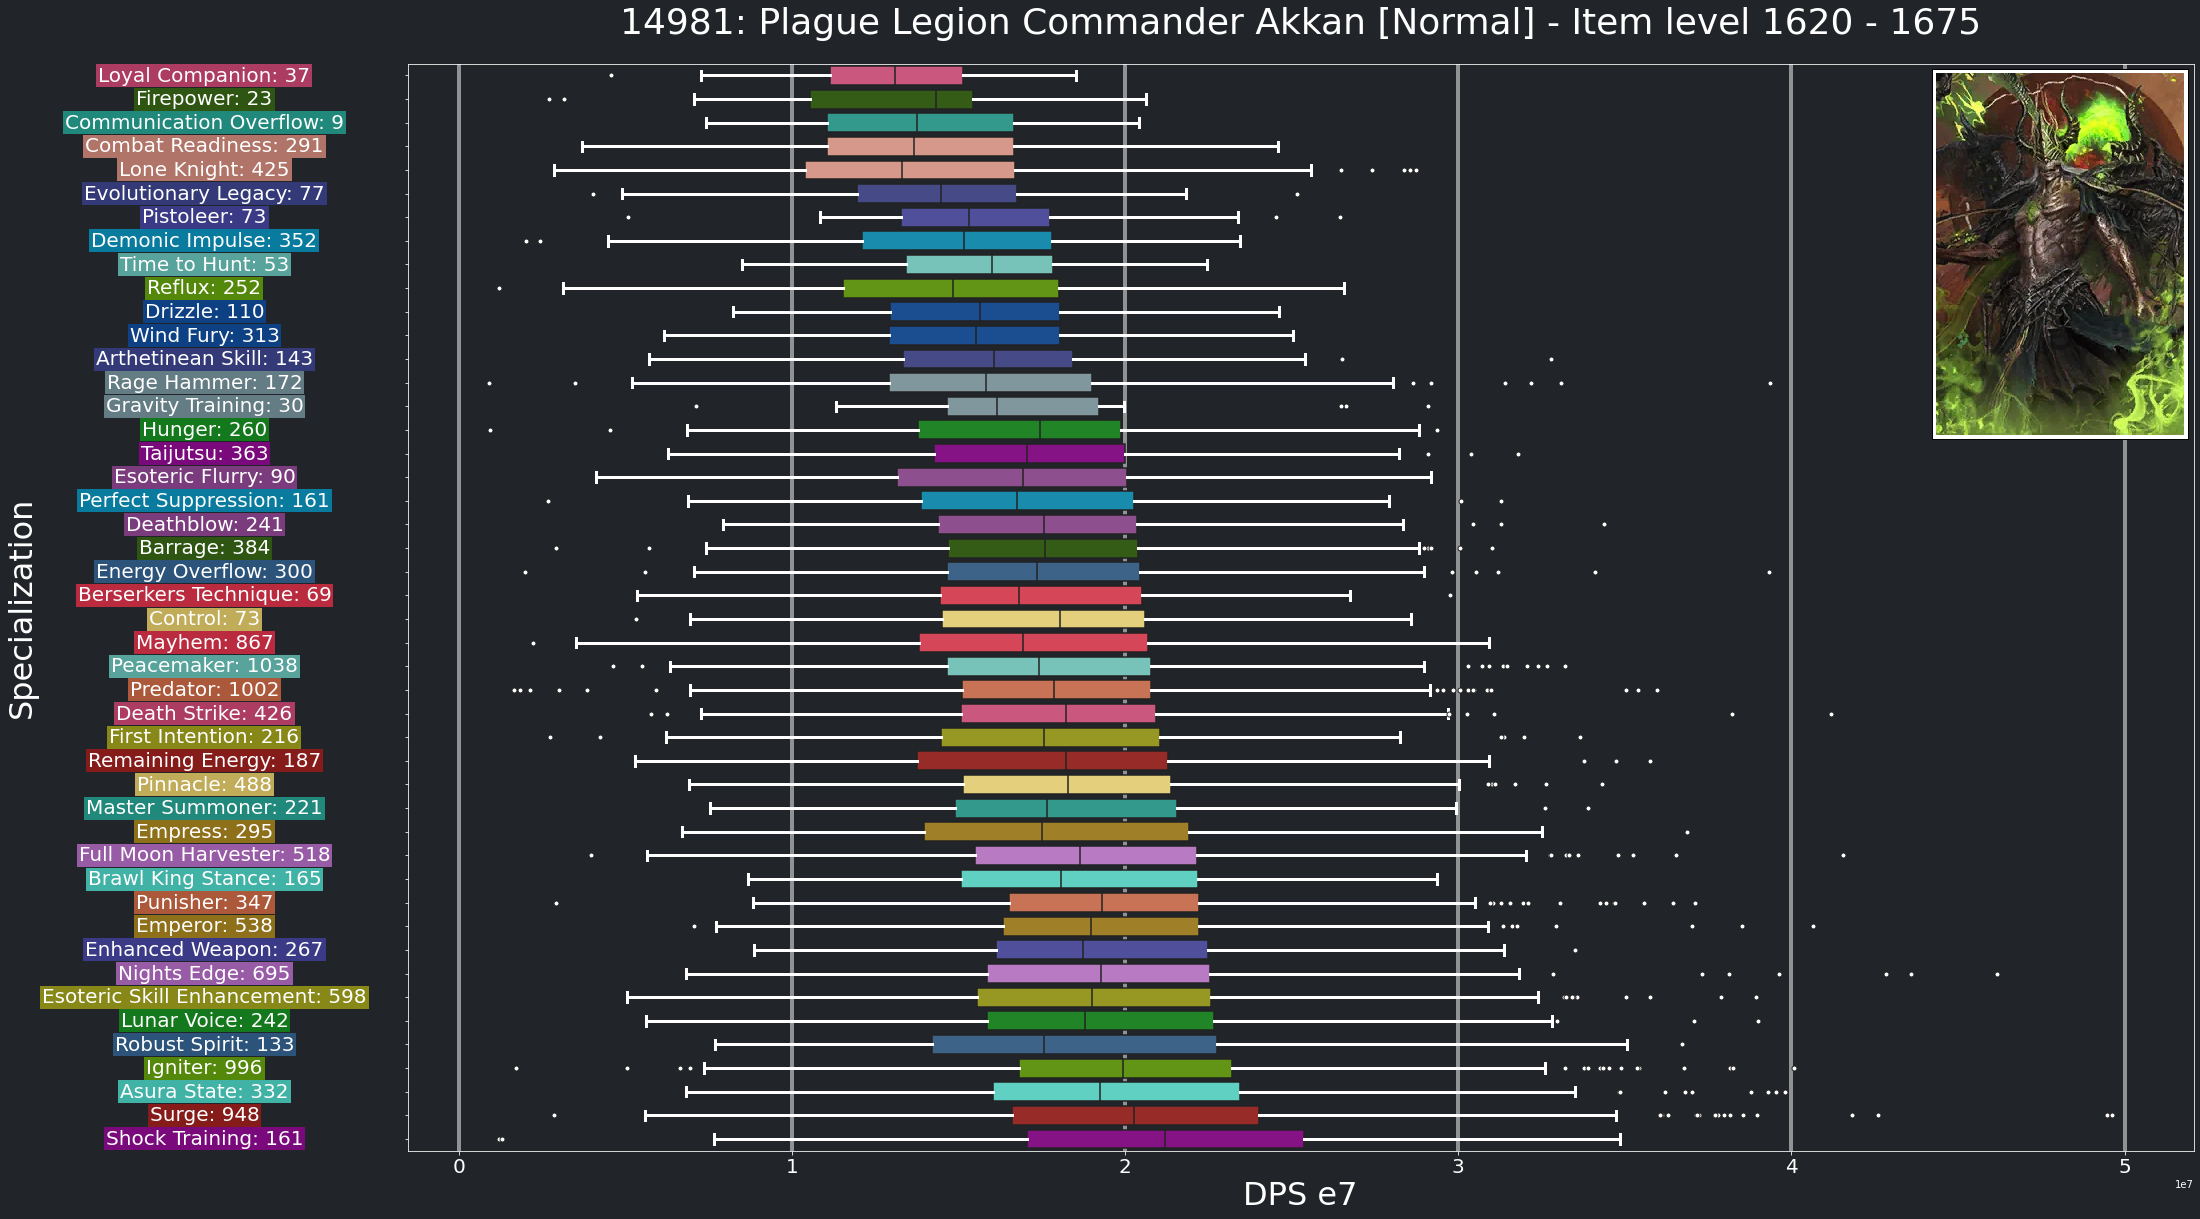 14981: Plague Legion Commander Akkan [Normal] - Item level 1620 - 1675
Specialization
Loyal Companion: 37
Firepower: 23
Communication Overflow: 9
Combat Readiness: 291
Lone Knight: 425
Evolutionary Legacy: 77
Pistoleer: 73
Demonic Impulse: 352
Time to Hunt: 53
Reflux: 252
Drizzle: 110
Wind Fury: 313
Arthetinean Skill: 143
Rage Hammer: 172
Gravity Training: 30
Hunger: 260
Taijutsu: 363
Esoteric Flurry: 90
Perfect Suppression: 161
Deathblow: 241
Barrage: 384
Energy Overflow: 300
Berserkers Technique: 69
Control: 73
Mayhem: 867
Peacemaker: 1038
Predator: 1002
Death Strike: 426
First Intention: 216
Remaining Energy: 187
Pinnacle: 488
Master Summoner: 221
Empress: 295
Full Moon Harvester: 518
Brawl King Stance: 165
Punisher: 347
Emperor: 538
Enhanced Weapon: 267
Nights Edge: 695
Esoteric Skill Enhancement: 598
Lunar Voice: 242
Robust Spirit: 133
Igniter: 996
Asura State: 332
Surge: 948
Shock Training: 161
0 1 2 3 4 5
DPS e7
1e7